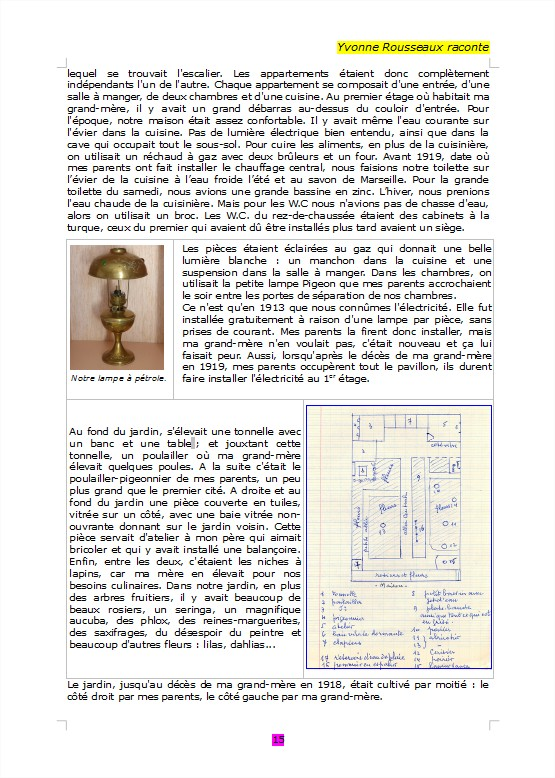 Yvonne Rousseaux raconte
lequel se trouvait l'escalier. Les appartements étaient donc complètement
indépendants l'un de l'autre. Chaque appartement se composait d'une entrée, d'une
salle à manger, de deux chambres et d'une cuisine. Au premier étage où habitait ma
grand-mère, il y avait un grand débarras au-dessus du couloir d'entrée. Pour
l'époque, notre maison était assez confortable. Il y avait même l'eau courante sur
l'évier dans la cuisine. Pas de lumière électrique bien entendu, ainsi que dans la
cave qui occupait tout le sous-sol. Pour cuire les aliments, en plus de la cuisinière,
on utilisait un réchaud à gaz avec deux brûleurs et un four. Avant 1919, date où
mes parents ont fait installer le chauffage central, nous faisions notre toilette sur
l'évier de la cuisine à l'eau froide l'été et au savon de Marseille. Pour la grande
toilette du samedi, nous avions une grande bassine en zinc. L'hiver, nous prenions
l'eau chaude de la cuisinière. Mais pour les W.C nous n'avions pas de chasse d'eau,
alors on utilisait un broc. Les W.C. du rez-de-chaussée étaient des cabinets à la
turque, ceux du premier qui avaient dû être installés plus tard avaient un siège.
Les pièces étaient éclairées au gaz qui donnait une belle
lumière blanche : un manchon dans la cuisine et une
suspension dans la salle à manger. Dans les chambres, on
utilisait la petite lampe Pigeon que mes parents accrochaient
le soir entre les portes de séparation de nos chambres.
Ce n'est qu'en 1913 que nous connûmes l'électricité. Elle fut
installée gratuitement à raison d'une lampe par pièce, sans
prises de courant. Mes parents la firent donc installer, mais
ma grand-mère n'en voulait pas, c'était nouveau et ça lui
faisait peur. Aussi, lorsqu'après le décès de ma grand-mère
en 1919, mes parents occupèrent tout le pavillon, ils durent
faire installer l'électricité au 1er étage.
Notre lampe à pétrole.
Au fond du jardin, s'élevait une tonnelle avec
un banc et une table ; et jouxtant cette
tonnelle, un poulailler où ma grand-mère
élevait quelques poules. A la suite c'était le
poulailler-pigeonnier de mes parents, un peu
plus grand que le premier cité. A droite et au
fond du jardin une pièce couverte en tuiles,
vitrée sur un côté, avec une baie vitrée non-
ouvrante donnant sur le jardin voisin. Cette
pièce servait d'atelier à mon père qui aimait
bricoler et qui y avait installé une balançoire.
Enfin, entre les deux, c'étaient les niches à
lapins, car ma mère en élevait pour nos
besoins culinaires. Dans notre jardin, en plus
des arbres fruitiers, il y avait beaucoup de
beaux rosiers, un seringa, un magnifique
aucuba, des phlox, des reines-marguerites,
des saxifrages, du désespoir du peintre et
beaucoup d'autres fleurs : lilas, dahlias...
fleurs
rosiers et fleurs
Maison
1 tonnelle
2 poulailler
4 pigeonnier
5 atelier
6 baie vitrée dormante
7 clapiers
9 plate-bande
12 Cerisier
Le jardin, jusqu'au décès de ma grand-mère en 1918, était cultivé par moitié : le
côté droit par mes parents, le côté gauche par ma grand-mère.
15